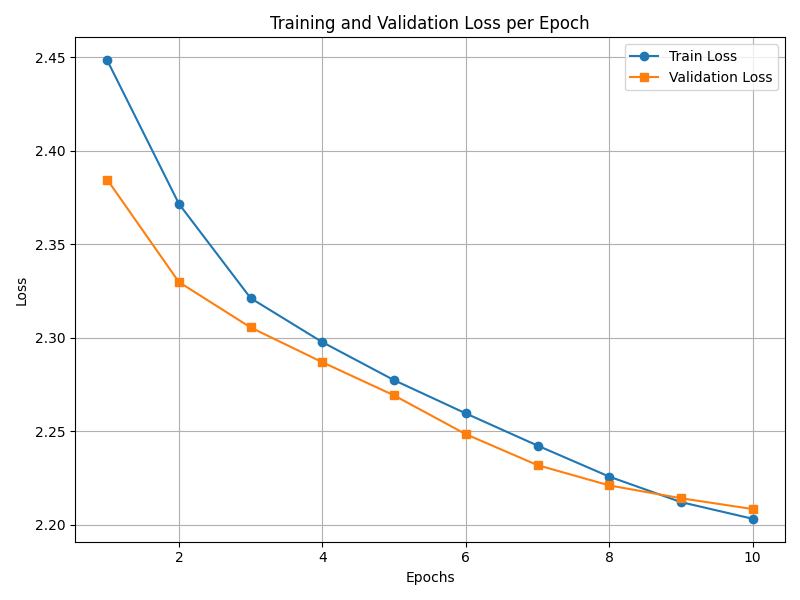 Training and Validation Loss per Epoch
Train Loss
Validation Loss
2.45
2.40
2.35
2.30
2.25
2.20
Loss
2 4 6 8 10
Epochs